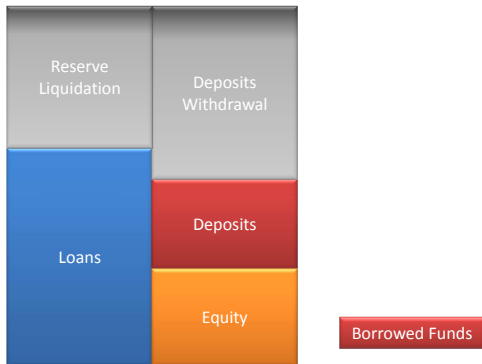 Reserve
Liquidation
Deposits
Withdrawal
Loans
Deposits
Equity
Borrowed Funds